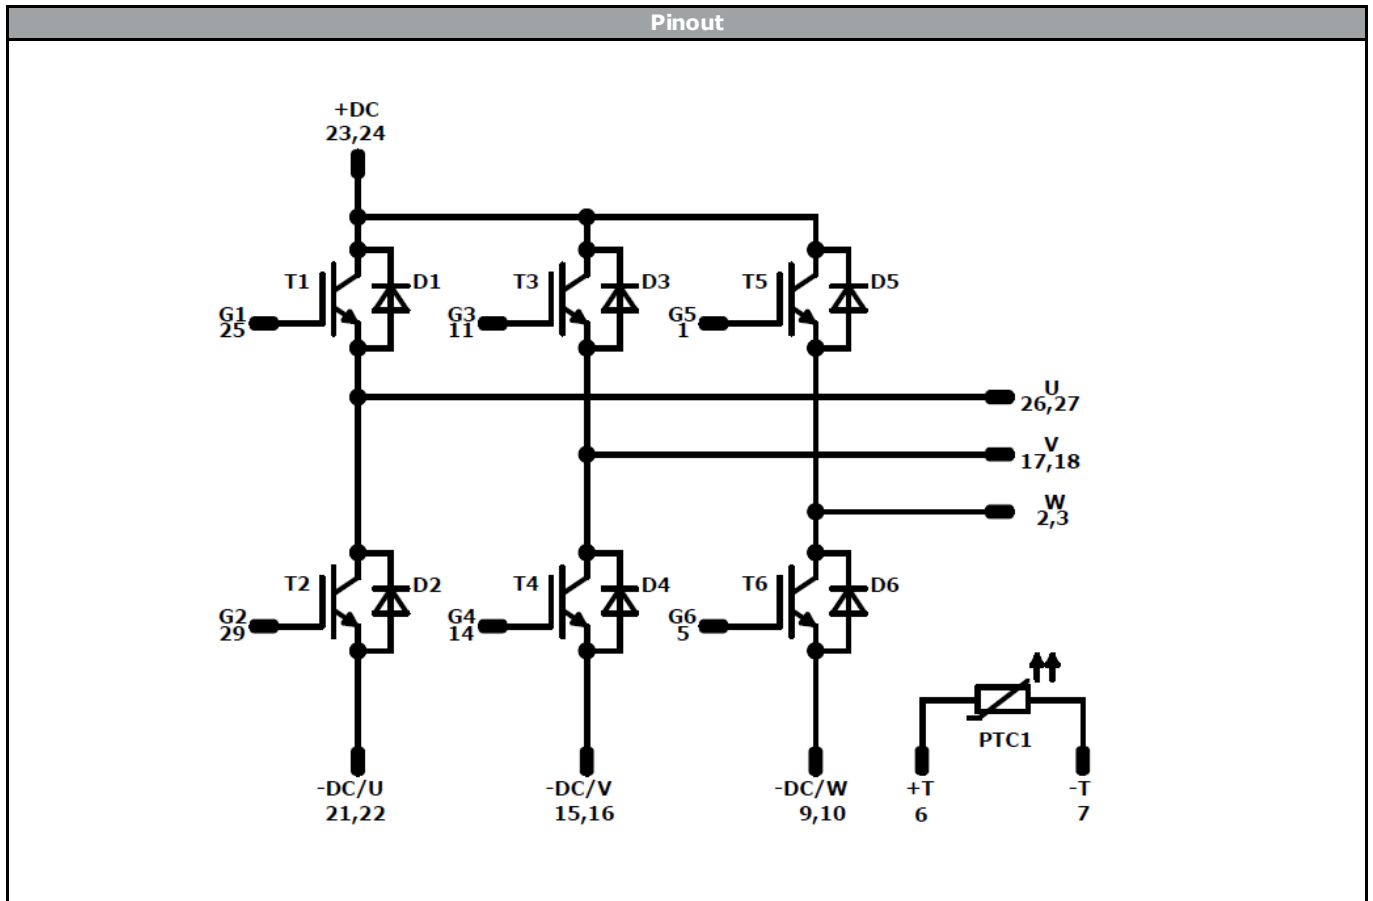 Pinout
+DC
23,24
T1
D1
T3
D3
T5
D5
G1
25
G3
11
G5
1
U
26,27
V
17,18
W
2,3
T2
D2
T4
D4
T6
D6
G2
29
G4
14
G6
5
PTC1
-DC/U
21,22
-DC/V
15,16
-DC/W
9,10
+T
6
-T
7